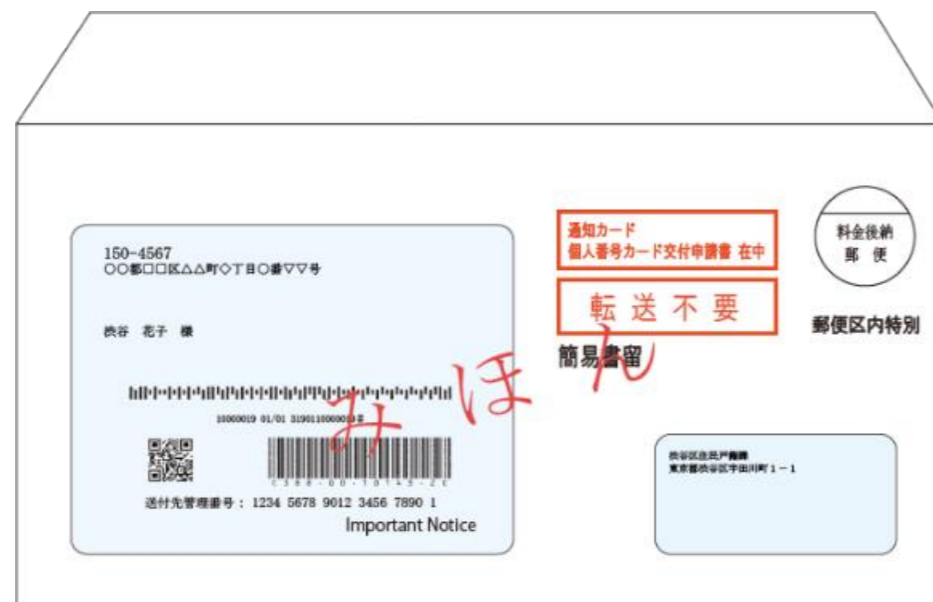 150-4567
〇〇都□□区△△町◇丁目〇番▽▽号
渋谷 花子 様
10000019 01/01
送付先管理番号: 1234 5678 9012 3456 7890 1
Important Notice
通知カード
個人番号カード交付申請書 在中
転送不要
簡易書留
料金後納
郵便
郵便区内特別
みほん
渋谷区住民戸籍課
東京都渋谷区宇田川町1-1